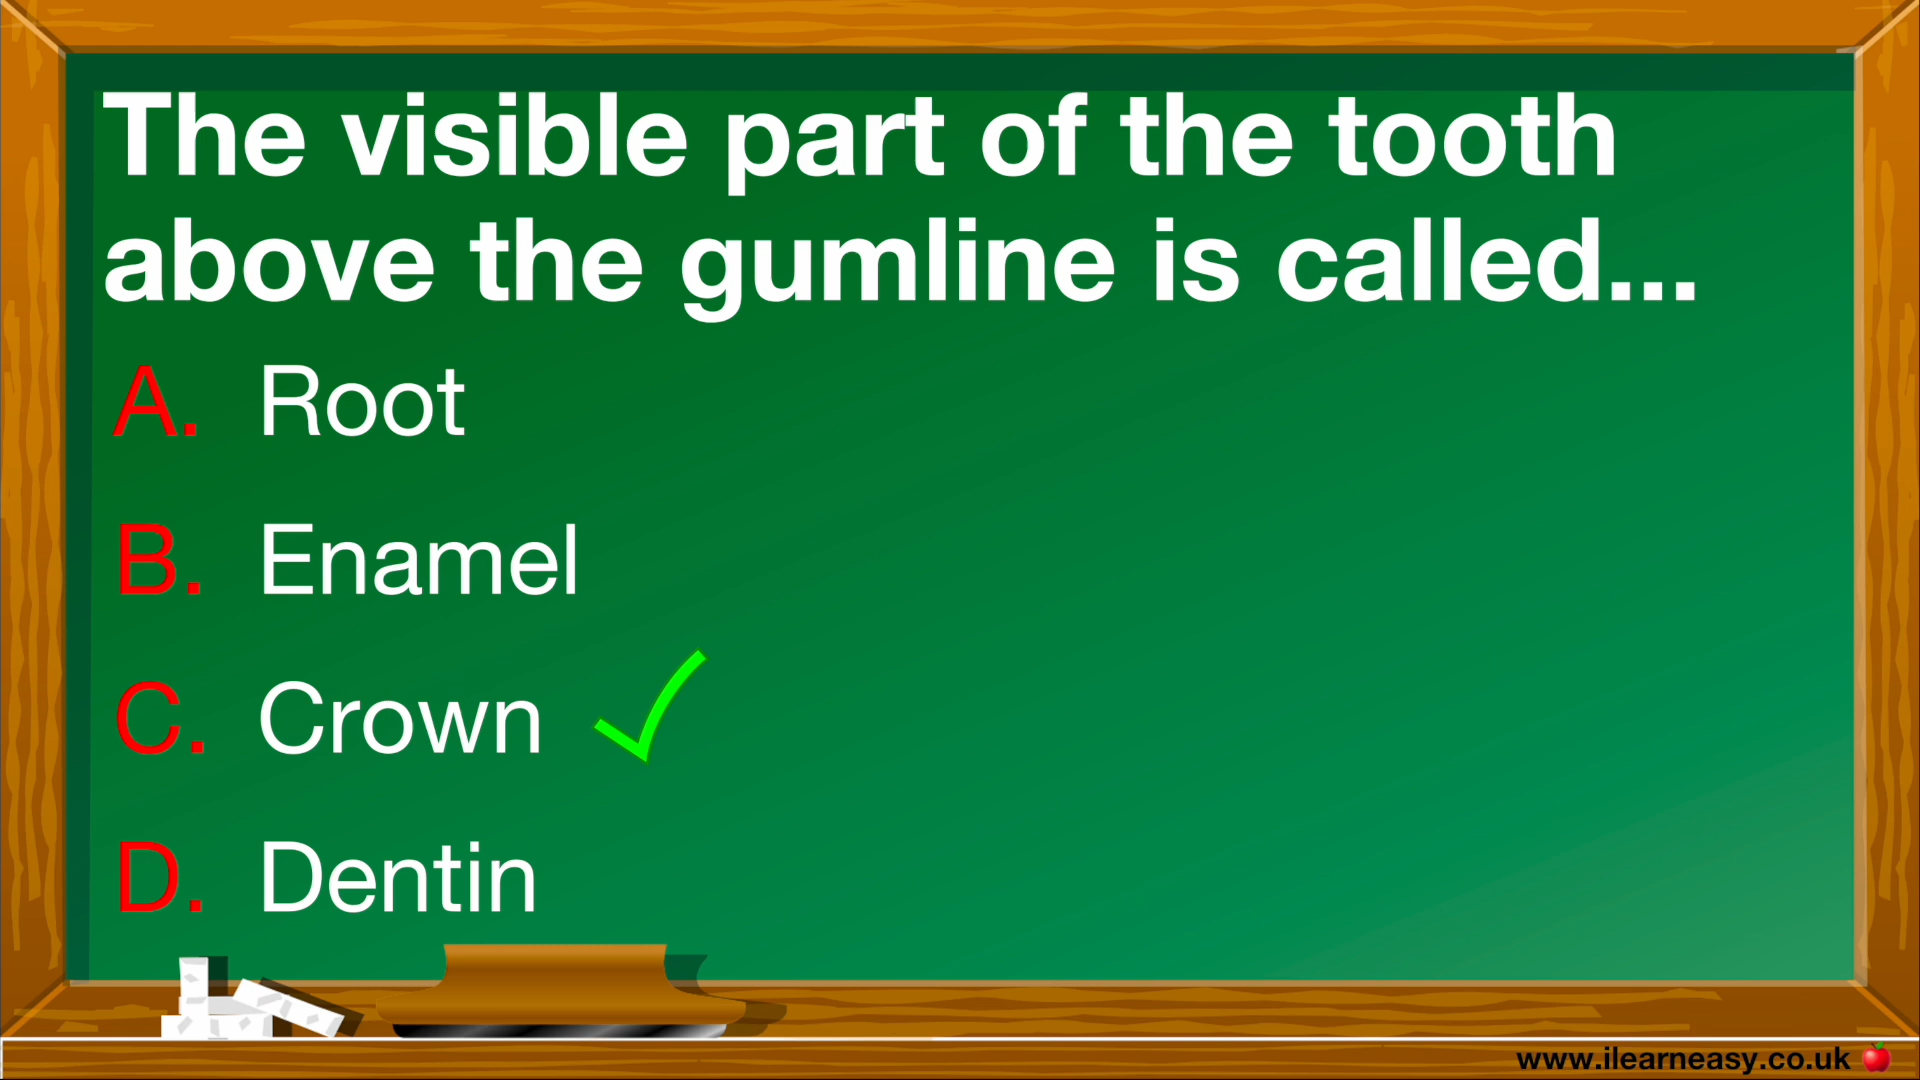 The visible part of the tooth
above the gumline is called...
A. Root
B. Enamel
C. Crown
D. Dentin
www.ilearneasy.co.uk